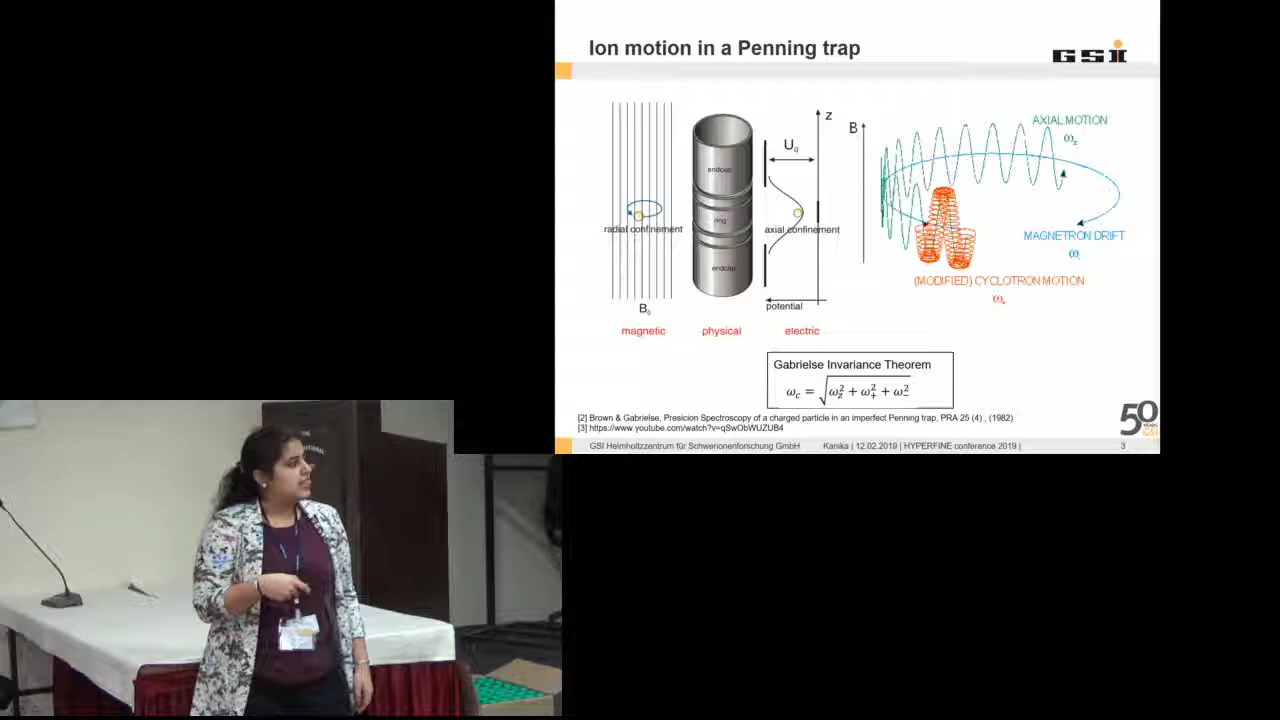 Ion motion in a Penning trap
GSI
z
B
AXIAL MOTION
ω_z
U₀
endcap
ring
radial confinement
axial confinement
endcap
MAGNETRON DRIFT
(MODIFIED) CYCLOTRON MOTION
B₀
potential
magnetic
physical
electric
Gabrielse Invariance Theorem
ω_c = √(ω_z² + ω_+² + ω_-²)
[2] Brown & Gabrielse, Presicion Spectroscopy of a charged particle in an imperfect Penning trap, PRA 25 (4) , (1982)
[3] https://www.youtube.com/watch?v=qSwObWUZUB4
50
YEARS
GSI
GSI Helmholtzzentrum für Schwerionenforschung GmbH
Kanika | 12.02.2019 | HYPERFINE conference 2019 |
3
THE